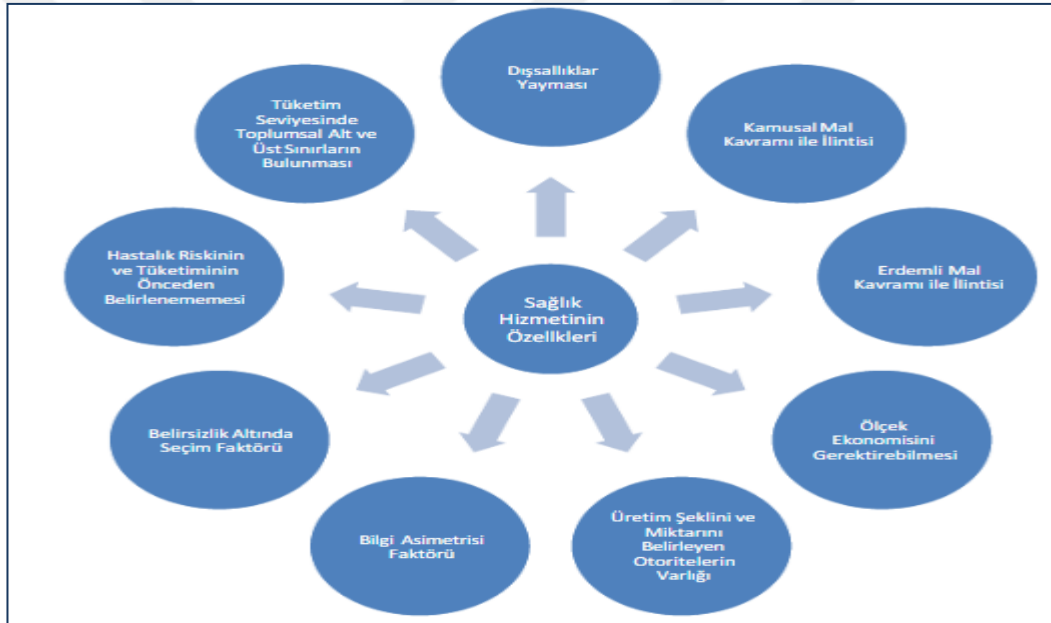 Dışsallıklar
Yayması
Kamusal Mal
Kavramı ile İlintisi
Erdemli Mal
Kavramı ile İlintisi
Ölçek
Ekonomisini
Gerektirebilmesi
Üretim Şeklini ve
Miktarını
Belirleyen
Otoritelerin
Varlığı
Bilgi Asimetrisi
Faktörü
Belirsizlik Altında
Seçim Faktörü
Hastalık Riskinin
ve Tüketiminin
Önceden
Belirlenememesi
Tüketim
Seviyesinde
Toplumsal Alt ve
Üst Sınırların
Bulunması
Sağlık
Hizmetinin
Özellkleri